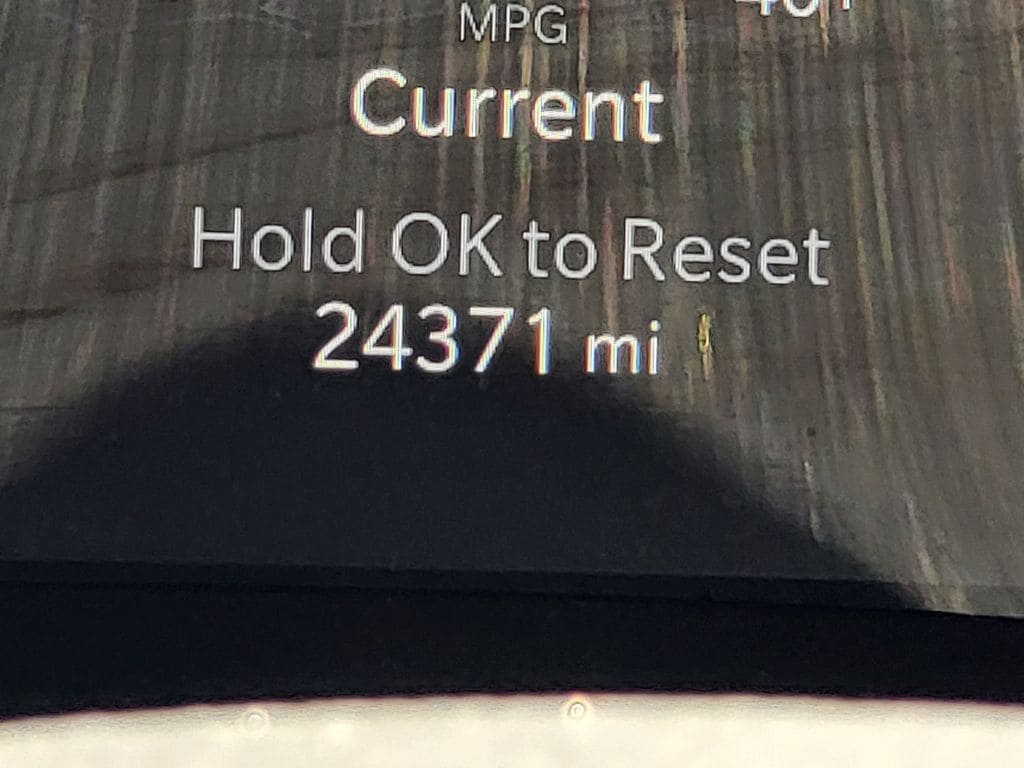 MPG
Current
Hold OK to Reset
24371 mi